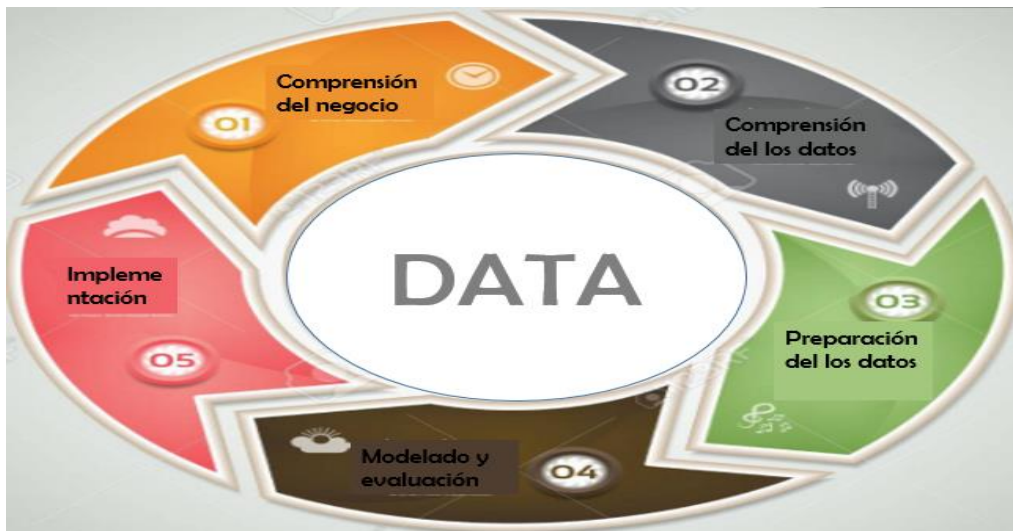 01
Comprensión
del negocio
02
Comprensión
del los datos
03
Preparación
del los datos
04
Modelado y
evaluación
05
Impleme
ntación
DATA